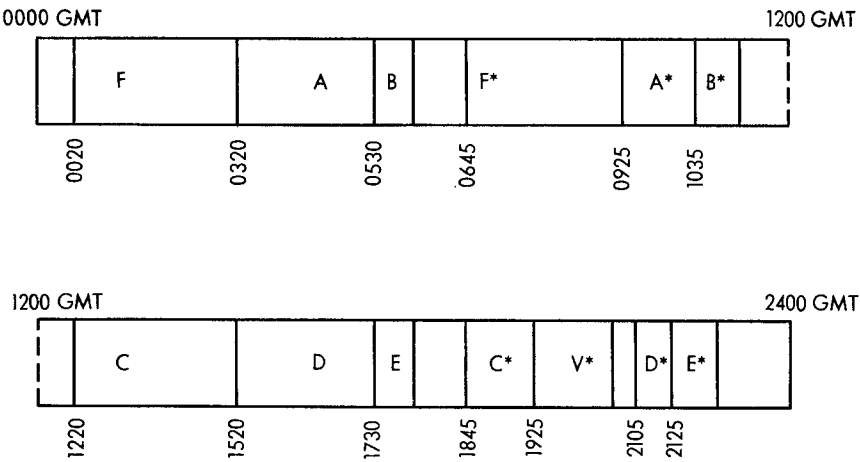 0000 GMT 1200 GMT
F A B F* A* B*
0020 0320 0530 0645 0925 1035
1200 GMT 2400 GMT
C D E C* V* D* E*
1220 1520 1730 1845 1925 2105 2125